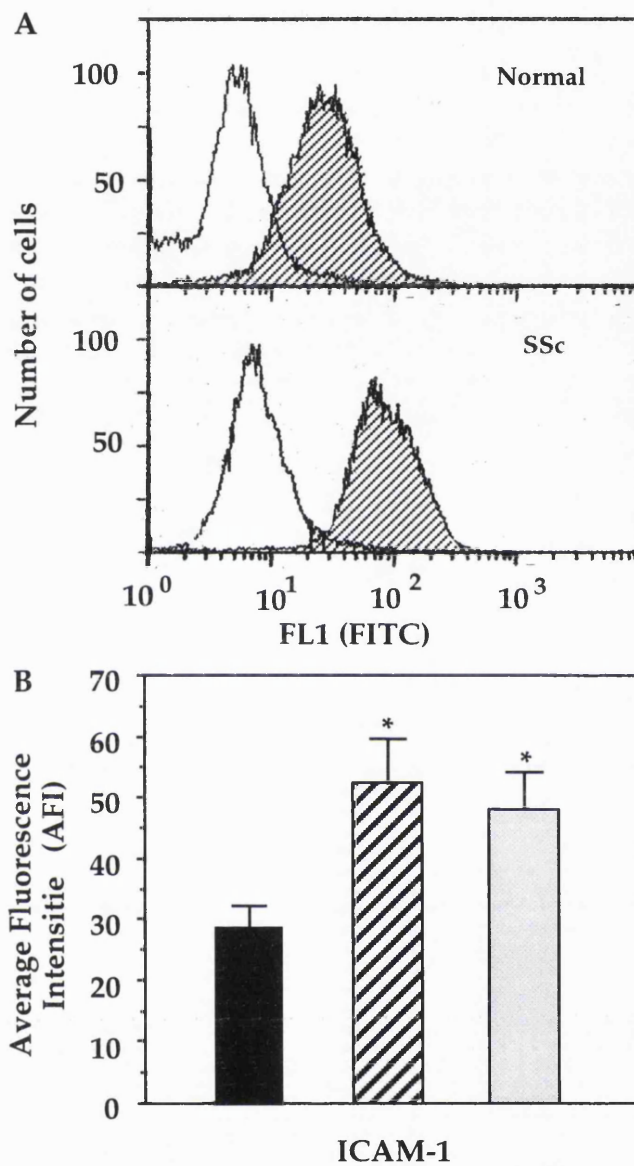 A
Normal
100
50
Number of cells
SSc
100
50
10^0 10^1 10^2 10^3
FL1 (FITC)
B
70
60
50
40
30
20
10
0
Average Fluorescence
Intensitie (AFI)
* *
ICAM-1